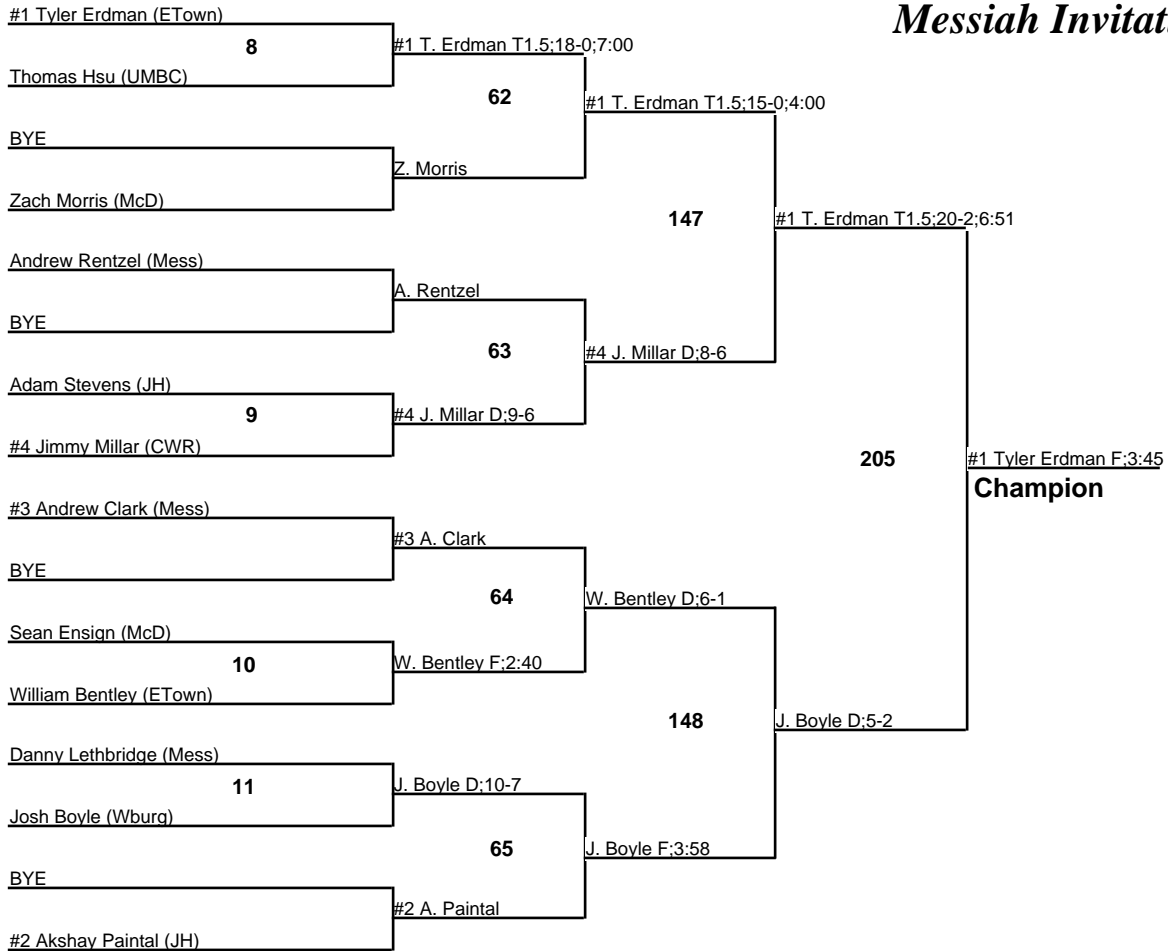 Messiah Invitat
#1 Tyler Erdman (ETown)
8
#1 T. Erdman T1.5;18-0;7:00
Thomas Hsu (UMBC)
62
#1 T. Erdman T1.5;15-0;4:00
BYE
Z. Morris
Zach Morris (McD)
147
#1 T. Erdman T1.5;20-2;6:51
Andrew Rentzel (Mess)
A. Rentzel
BYE
63
#4 J. Millar D;8-6
Adam Stevens (JH)
9
#4 J. Millar D;9-6
#4 Jimmy Millar (CWR)
205
#1 Tyler Erdman F;3:45
Champion
#3 Andrew Clark (Mess)
#3 A. Clark
BYE
64
W. Bentley D;6-1
Sean Ensign (McD)
10
W. Bentley F;2:40
William Bentley (ETown)
148
J. Boyle D;5-2
Danny Lethbridge (Mess)
11
J. Boyle D;10-7
Josh Boyle (Wburg)
65
J. Boyle F;3:58
BYE
#2 A. Paintal
#2 Akshay Paintal (JH)